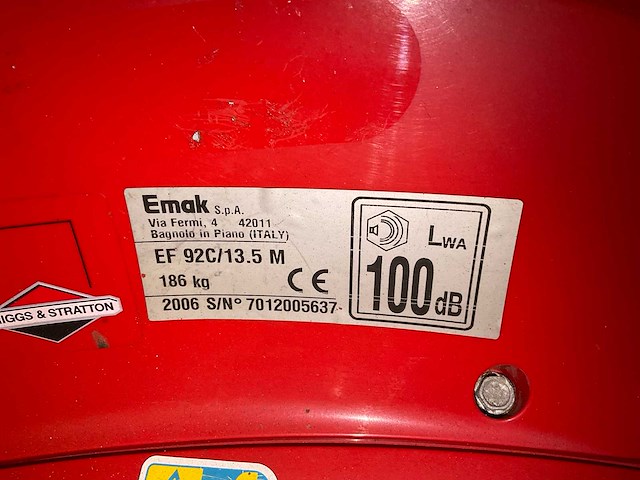 Emak S.p.A.
Via Fermi, 4 42011
Bagnolo in Piano (ITALY)
EF 92C/13.5 M
186 kg CE
2006 S/N° 7012005637
LWA
100 dB
IGGS & STRATTON